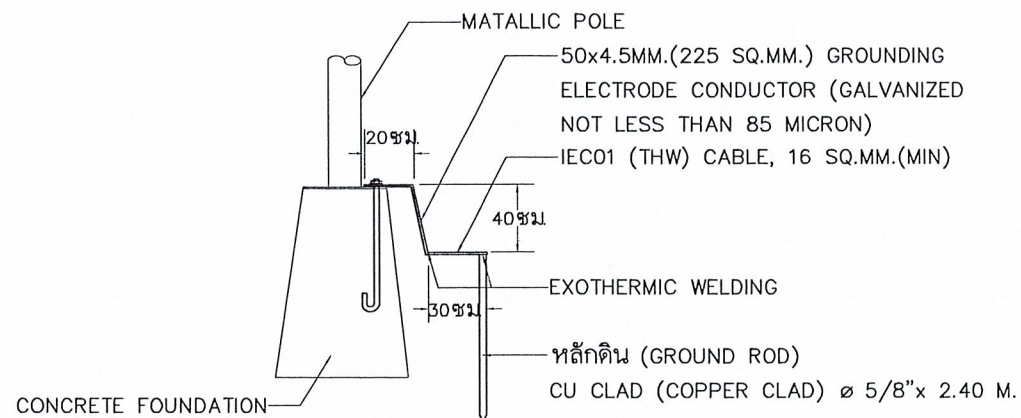 MATALLIC POLE
50x4.5MM.(225 SQ.MM.) GROUNDING
ELECTRODE CONDUCTOR (GALVANIZED
NOT LESS THAN 85 MICRON)
20ซม.
IEC01 (THW) CABLE, 16 SQ.MM.(MIN)
40ซม.
EXOTHERMIC WELDING
30ซม.
หลักดิน (GROUND ROD)
CU CLAD (COPPER CLAD) ø 5/8"x 2.40 M.
CONCRETE FOUNDATION